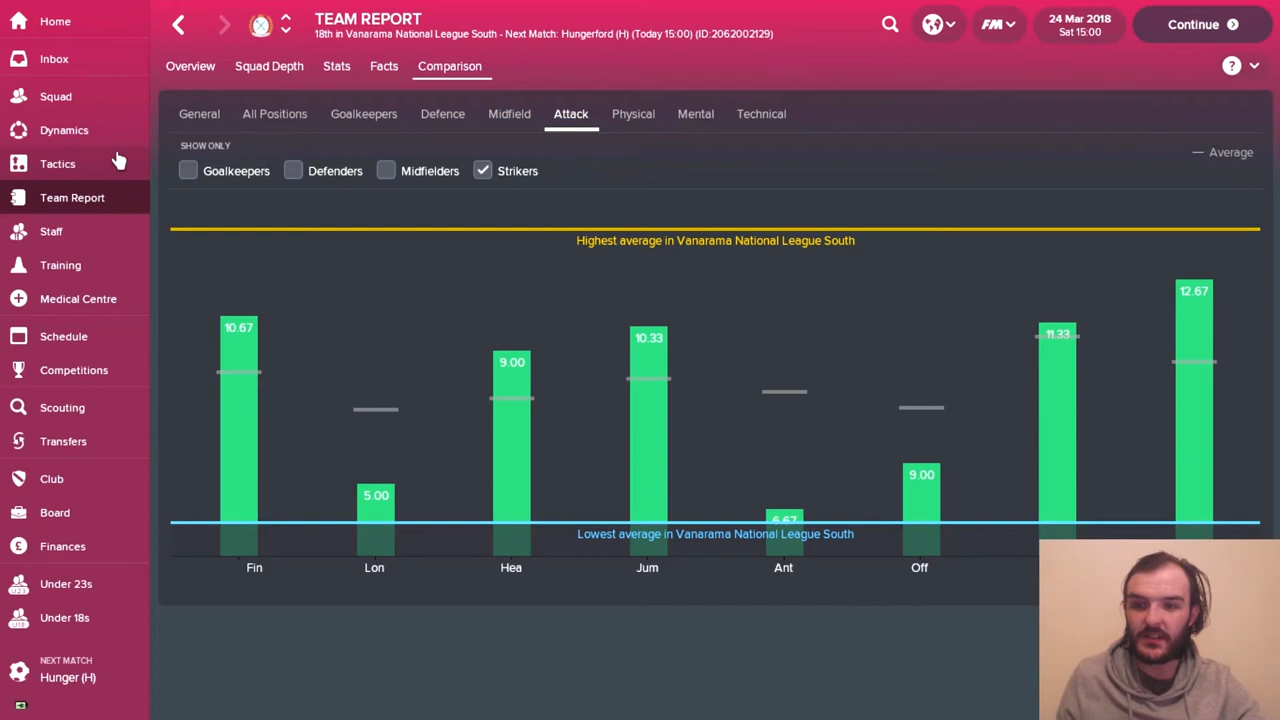 Home
Inbox
Squad
Dynamics
Tactics
Team Report
Staff
Training
Medical Centre
Schedule
Competitions
Scouting
Transfers
Club
Board
Finances
Under 23s
Under 18s
NEXT MATCH
Hunger (H)
TEAM REPORT
18th in Vanarama National League South - Next Match: Hungerford (H) (Today 15:00) (ID:2062002129)
FM
24 Mar 2018
Sat 15:00
Continue
Overview Squad Depth Stats Facts Comparison
?
General All Positions Goalkeepers Defence Midfield Attack Physical Mental Technical
SHOW ONLY
Goalkeepers Defenders Midfielders Strikers
Average
Highest average in Vanarama National League South
10.67 5.00 9.00 10.33 6.67 9.00 11.33 12.67
Lowest average in Vanarama National League South
Fin Lon Hea Jum Ant Off